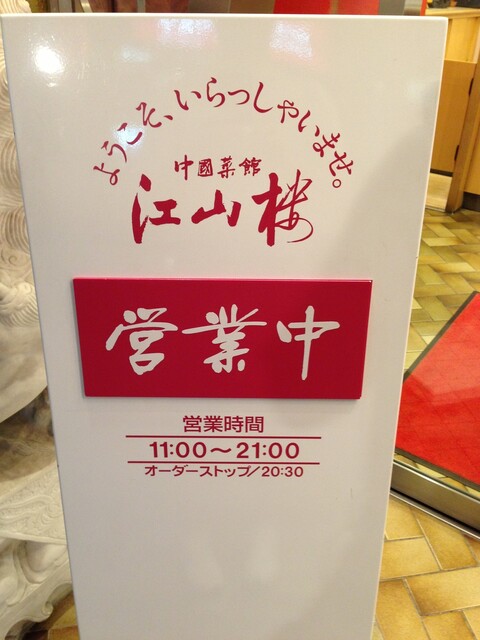 ようこそ、いらっしゃいませ。
中國菜館
江山楼
営業中
営業時間
11:00～21:00
オーダーストップ/20:30